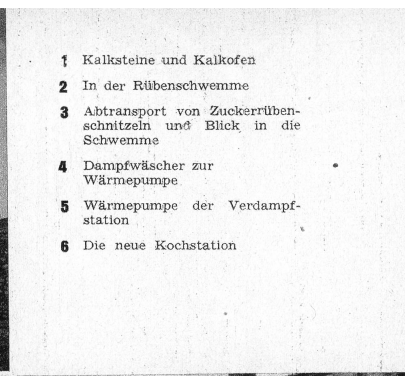 1 Kalksteine und Kalkofen
2 In der Rübenschwemme
3 Abtransport von Zuckerrüben-
schnitzeln und Blick in die
Schwemme
4 Dampfwäscher zur
Wärmepumpe
5 Wärmepumpe der Verdampf-
station
6 Die neue Kochstation